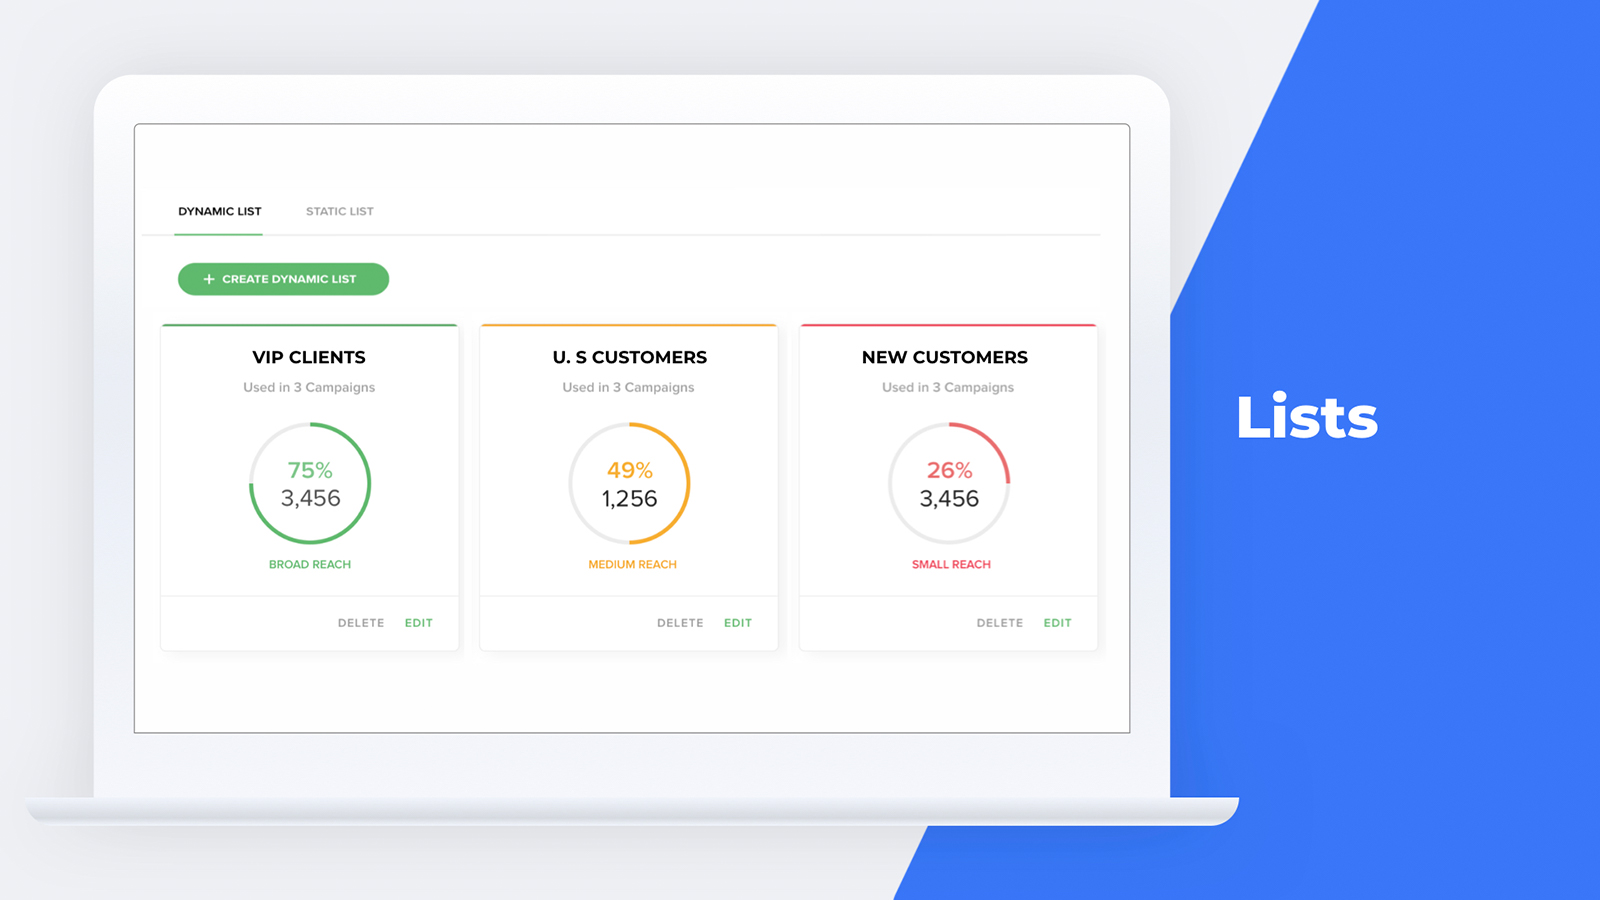 DYNAMIC LIST
STATIC LIST
+ CREATE DYNAMIC LIST
VIP CLIENTS
Used in 3 Campaigns
75%
3,456
BROAD REACH
DELETE EDIT
U. S CUSTOMERS
Used in 3 Campaigns
49%
1,256
MEDIUM REACH
DELETE EDIT
NEW CUSTOMERS
Used in 3 Campaigns
26%
3,456
SMALL REACH
DELETE EDIT
Lists